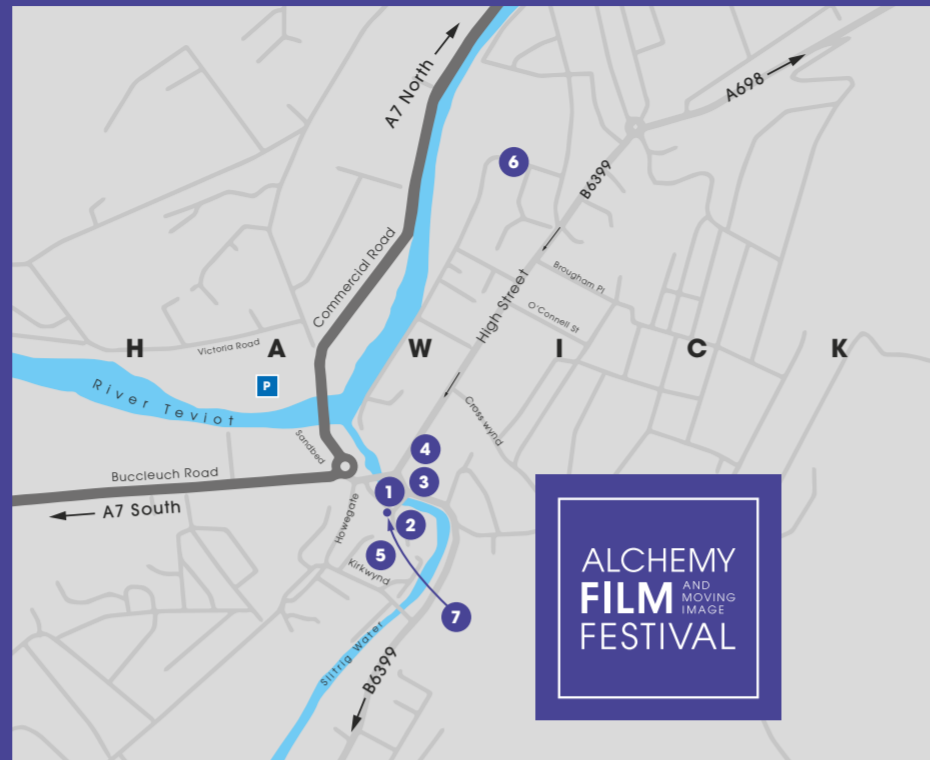 A7 North
A698
6
B6399
Commercial Road
Brougham Pl
High Street
O'Connell St
H A W I C K
Victoria Road
P
River Teviot
Cross wynd
Sandbed
4
Buccleuch Road
3
1
A7 South
Howegate
2
5
Kirkwynd
7
Slitrig Water
B6399
ALCHEMY
FILM AND
MOVING
IMAGE
FESTIVAL